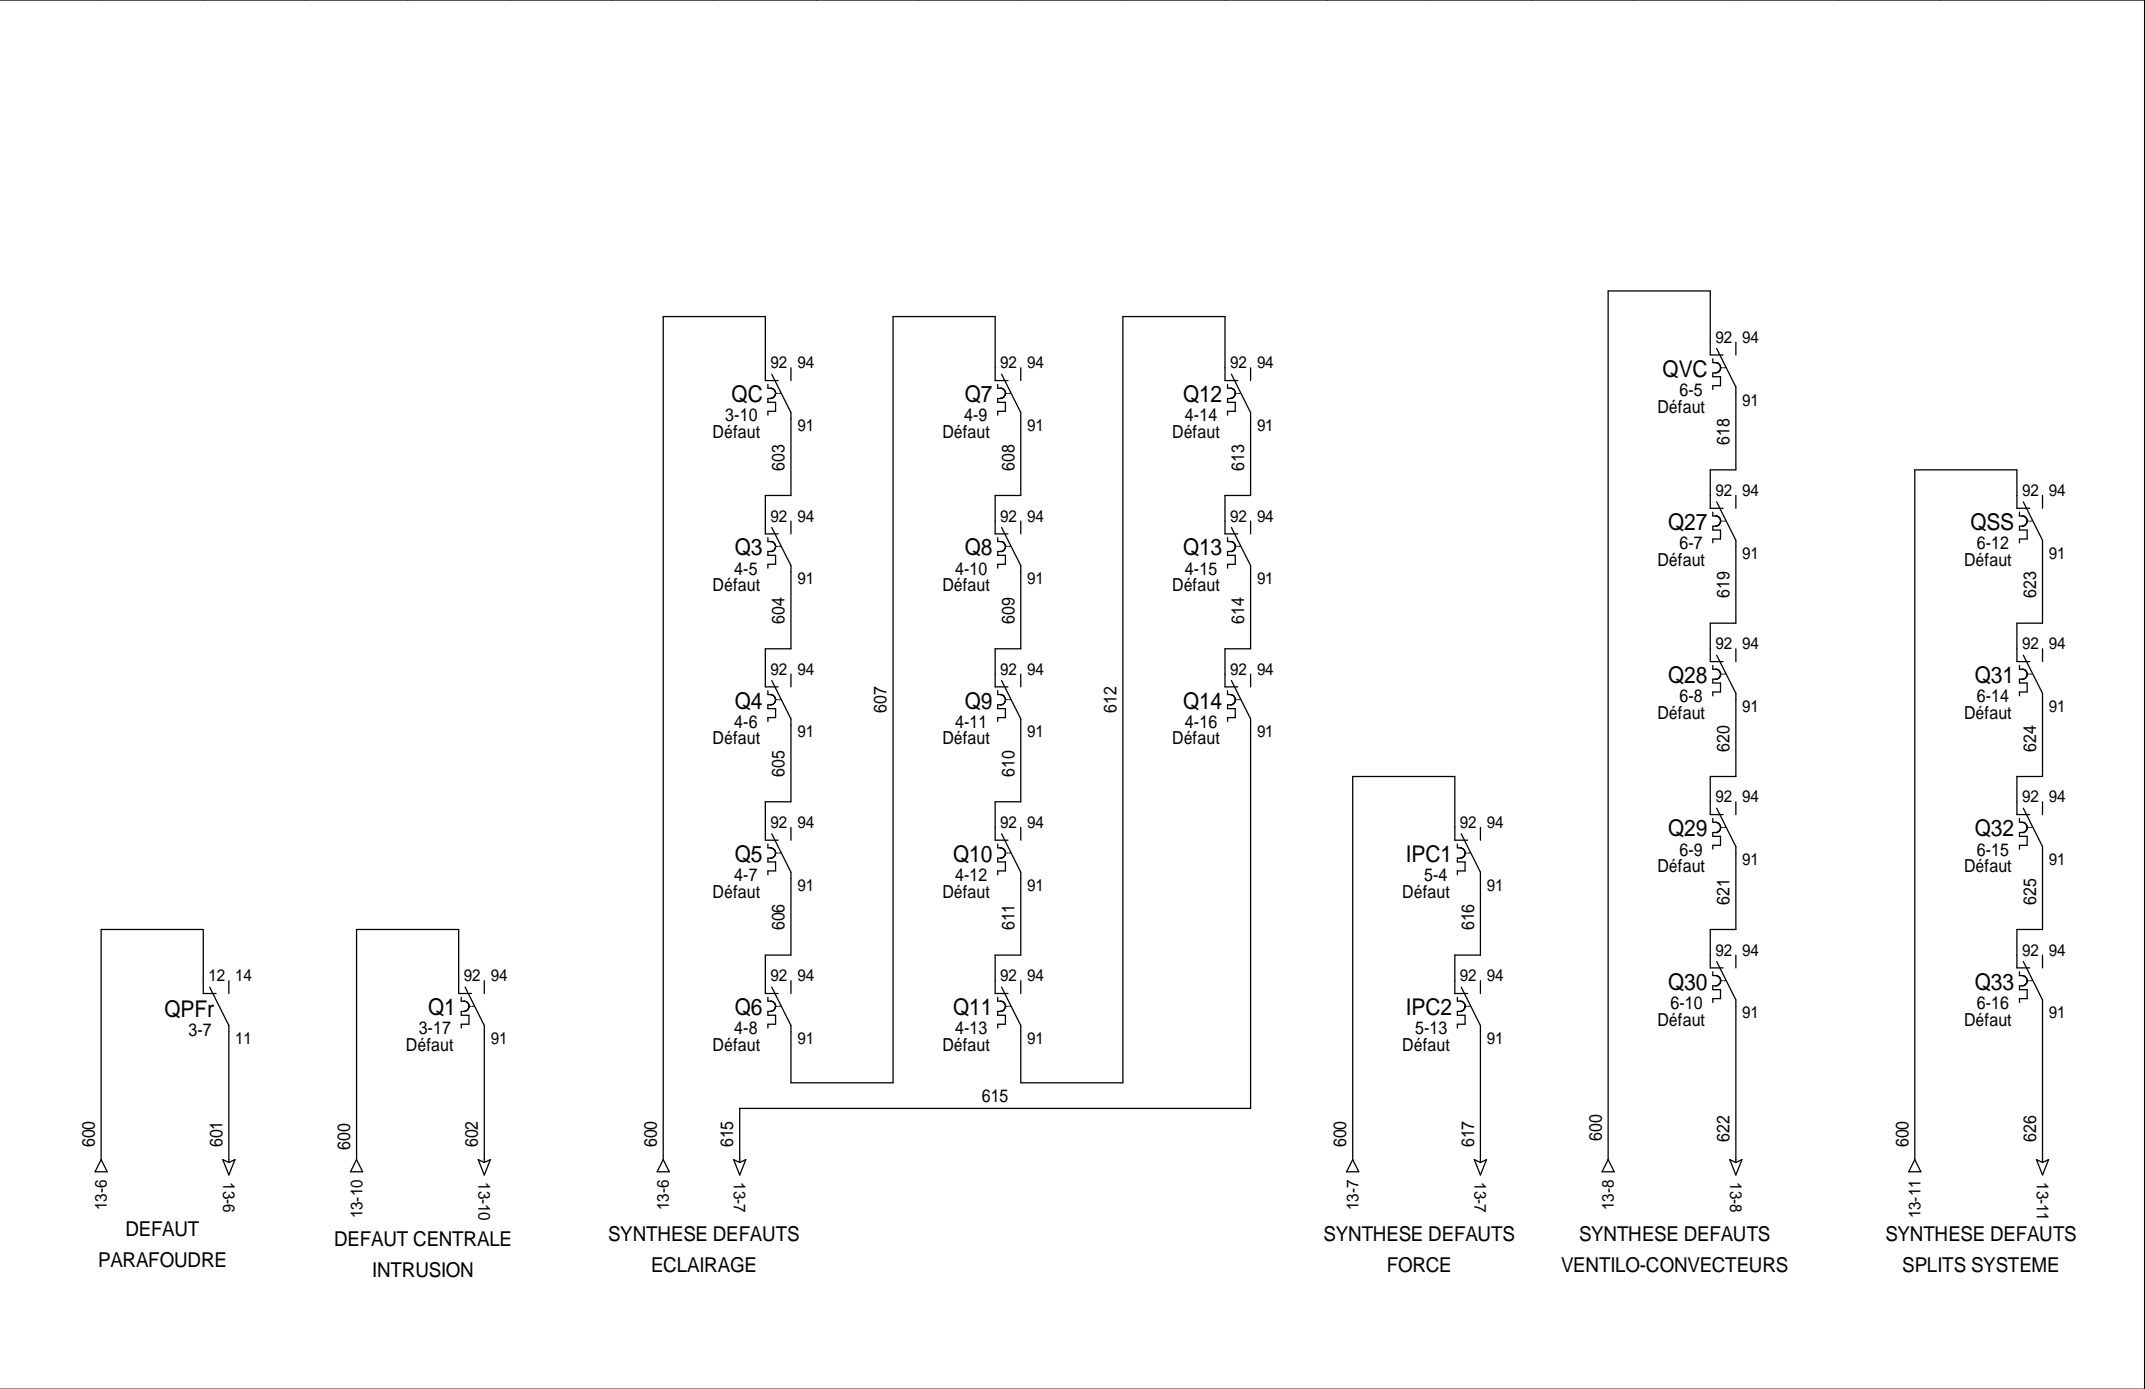 12 14
QPFr
3-7
11
600
601
13-6
13-1
9-6
DEFAUT
PARAFOUDRE
92 94
Q1
3-17
Défaut
91
600
602
13-10
13-1
10
DEFAUT CENTRALE
INTRUSION
92 94
QC
3-10
Défaut
91
603
92 94
Q3
4-5
Défaut
91
604
92 94
Q4
4-6
Défaut
91
605
92 94
Q5
4-7
Défaut
91
606
92 94
Q6
4-8
Défaut
91
607
92 94
Q7
4-9
Défaut
91
608
92 94
Q8
4-10
Défaut
91
609
92 94
Q9
4-11
Défaut
91
610
92 94
Q10
4-12
Défaut
91
611
92 94
Q11
4-13
Défaut
91
612
92 94
Q12
4-14
Défaut
91
613
92 94
Q13
4-15
Défaut
91
614
92 94
Q14
4-16
Défaut
91
615
600
615
13-9
13-1
SYNTHESE DEFAUTS
ECLAIRAGE
92 94
IPC1
5-4
Défaut
91
616
92 94
IPC2
5-13
Défaut
91
600
617
13-7
13-1
SYNTHESE DEFAUTS
FORCE
92 94
QVC
6-5
Défaut
91
618
92 94
Q27
6-7
Défaut
91
619
92 94
Q28
6-8
Défaut
91
620
92 94
Q29
6-9
Défaut
91
621
92 94
Q30
6-10
Défaut
91
600
622
13-8
13-1
SYNTHESE DEFAUTS
VENTILO-CONVECTEURS
92 94
QSS
6-12
Défaut
91
623
92 94
Q31
6-14
Défaut
91
624
92 94
Q32
6-15
Défaut
91
625
92 94
Q33
6-16
Défaut
91
600
626
13-11
13-11
SYNTHESE DEFAUTS
SPLITS SYSTEME